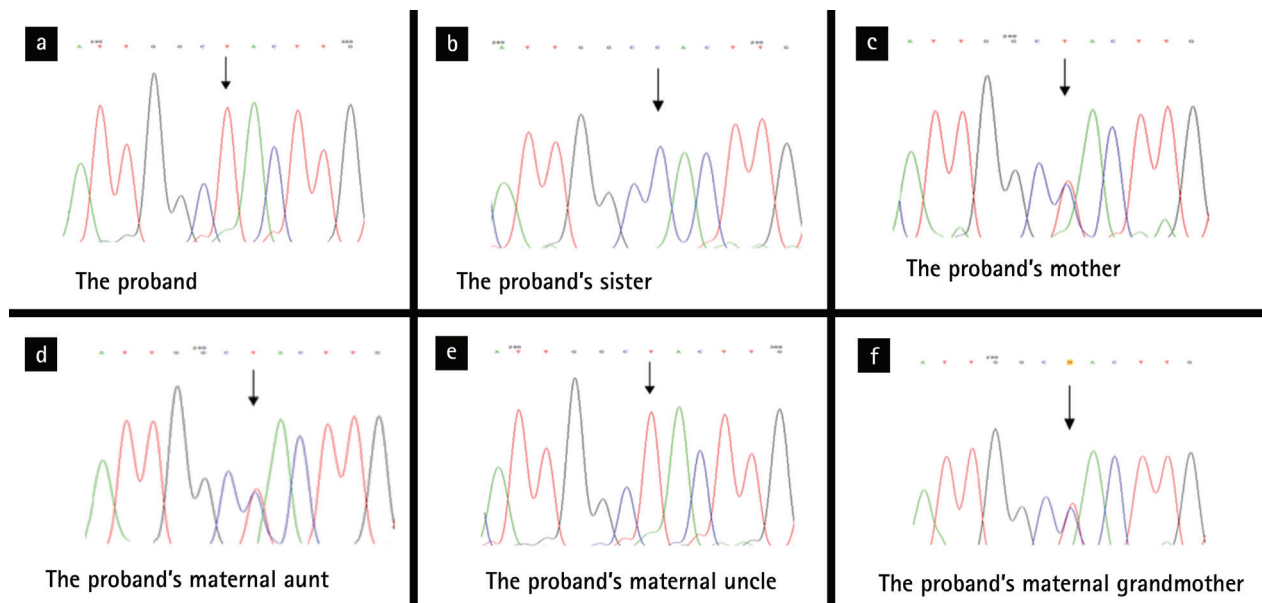 a
A T T G G C T A C T T G
The proband
b
A T T G G C C A C T T G
The proband's sister
c
A T T G G C T A C T T G
The proband's mother
d
A T T G G C T A C T T G
The proband's maternal aunt
e
A T T G G C T A C T T G
The proband's maternal uncle
f
A T T G G C A C T T G
The proband's maternal grandmother